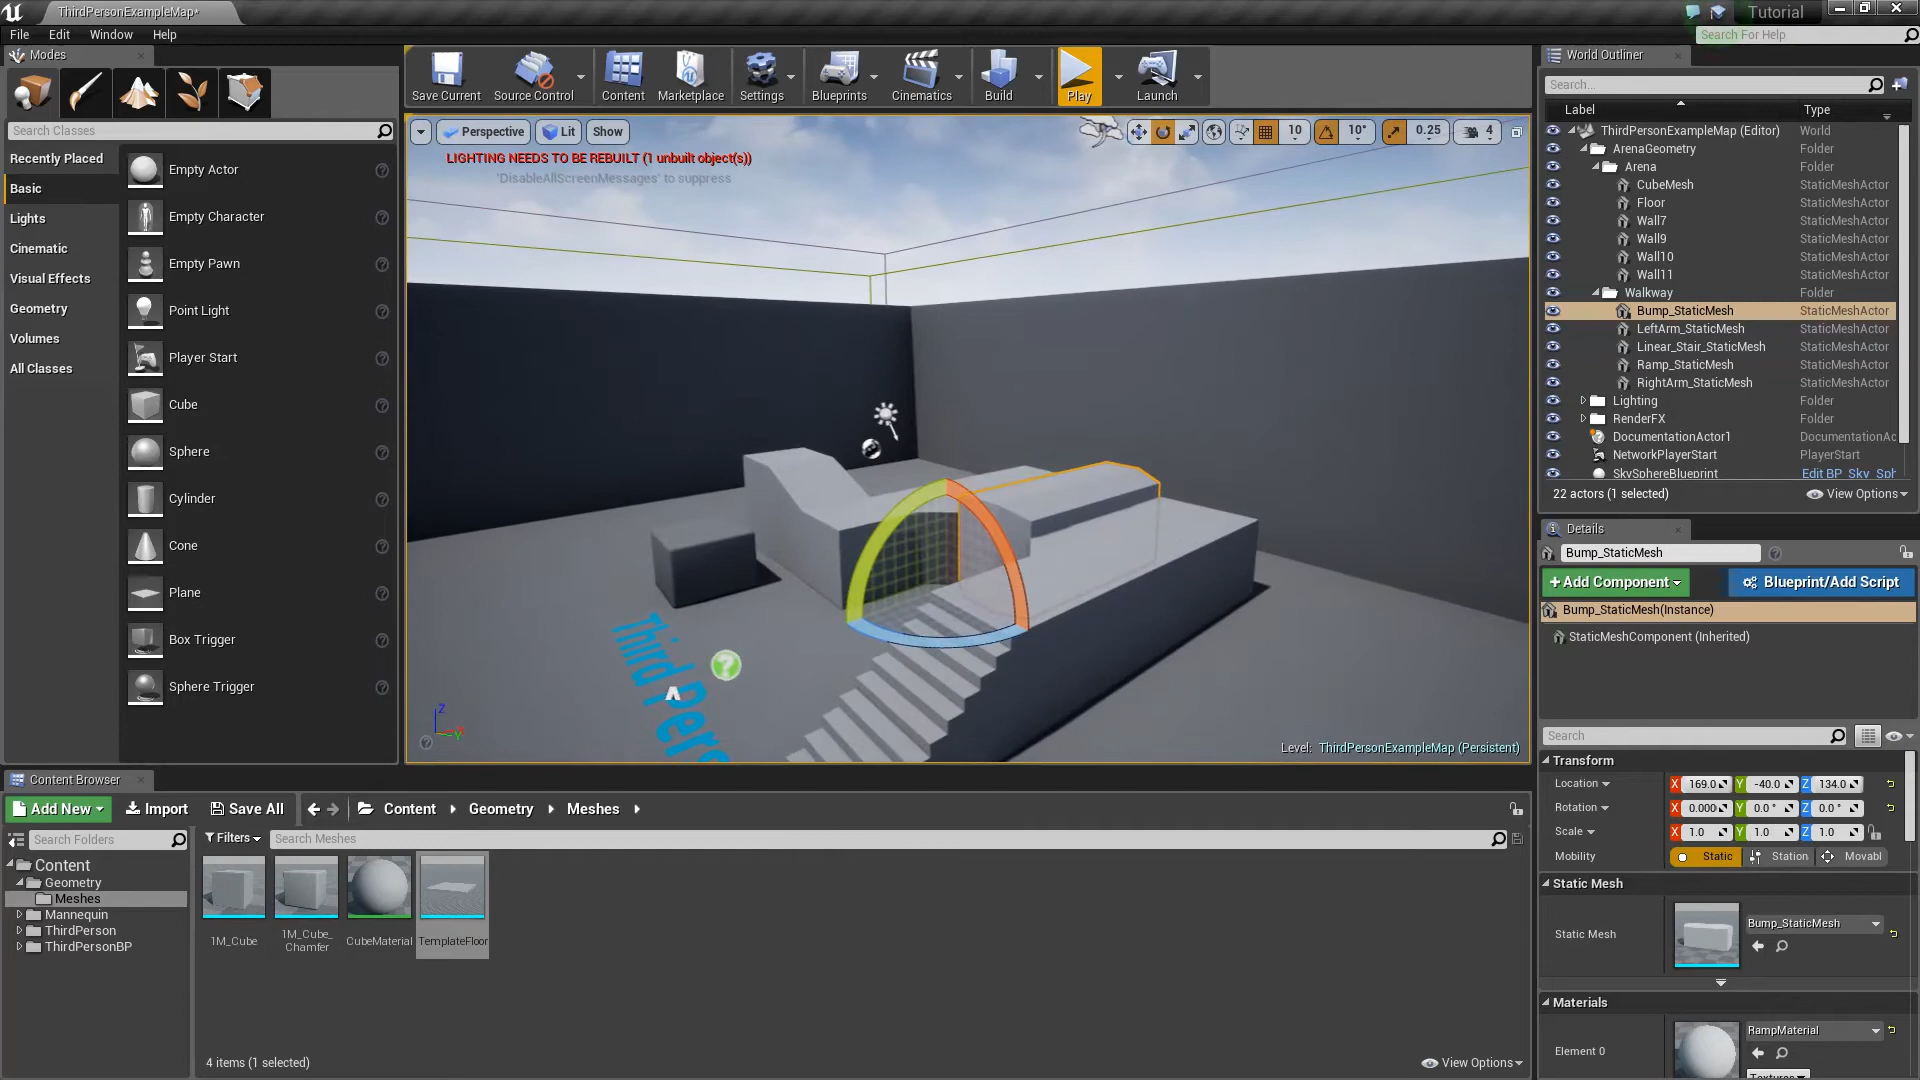 ThirdPersonExampleMap*
Tutorial
File Edit Window Help
Search For Help
Modes
Search Classes
Recently Placed
Basic
Lights
Cinematic
Visual Effects
Geometry
Volumes
All Classes
Empty Actor
Empty Character
Empty Pawn
Point Light
Player Start
Cube
Sphere
Cylinder
Cone
Plane
Box Trigger
Sphere Trigger
Save Current
Source Control
Content
Marketplace
Settings
Blueprints
Cinematics
Build
Play
Launch
Perspective Lit Show
10 10° 0.25 4
LIGHTING NEEDS TO BE REBUILT (1 unbuilt object(s))
'DisableAllScreenMessages' to suppress
Third Pers
Z
Y
Level: ThirdPersonExampleMap (Persistent)
World Outliner
Search...
Label Type
ThirdPersonExampleMap (Editor) World
ArenaGeometry Folder
Arena Folder
CubeMesh StaticMeshActor
Floor StaticMeshActor
Wall7 StaticMeshActor
Wall9 StaticMeshActor
Wall10 StaticMeshActor
Wall11 StaticMeshActor
Walkway Folder
Bump_StaticMesh StaticMeshActor
LeftArm_StaticMesh StaticMeshActor
Linear_Stair_StaticMesh StaticMeshActor
Ramp_StaticMesh StaticMeshActor
RightArm_StaticMesh StaticMeshActor
Lighting Folder
RenderFX Folder
DocumentationActor1 DocumentationAc
NetworkPlayerStart PlayerStart
SkySphereBlueprint Edit BP_Sky_Sph
22 actors (1 selected) View Options
Details
Bump_StaticMesh
+Add Component Blueprint/Add Script
Bump_StaticMesh(Instance)
StaticMeshComponent (Inherited)
Search
Transform
Location X 169.0 Y -40.0 Z 134.0
Rotation X 0.000 Y 0.0 ° Z 0.0 °
Scale X 1.0 Y 1.0 Z 1.0
Mobility Static Station Movabl
Static Mesh
Static Mesh Bump_StaticMesh
Materials
RampMaterial
Element 0
Textures
Content Browser
Add New Import Save All Content Geometry Meshes
Search Folders
Filters Search Meshes
Content
Geometry
Meshes
Mannequin
ThirdPerson
ThirdPersonBP
1M_Cube
1M_Cube_
Chamfer
CubeMaterial
TemplateFloor
4 items (1 selected) View Options